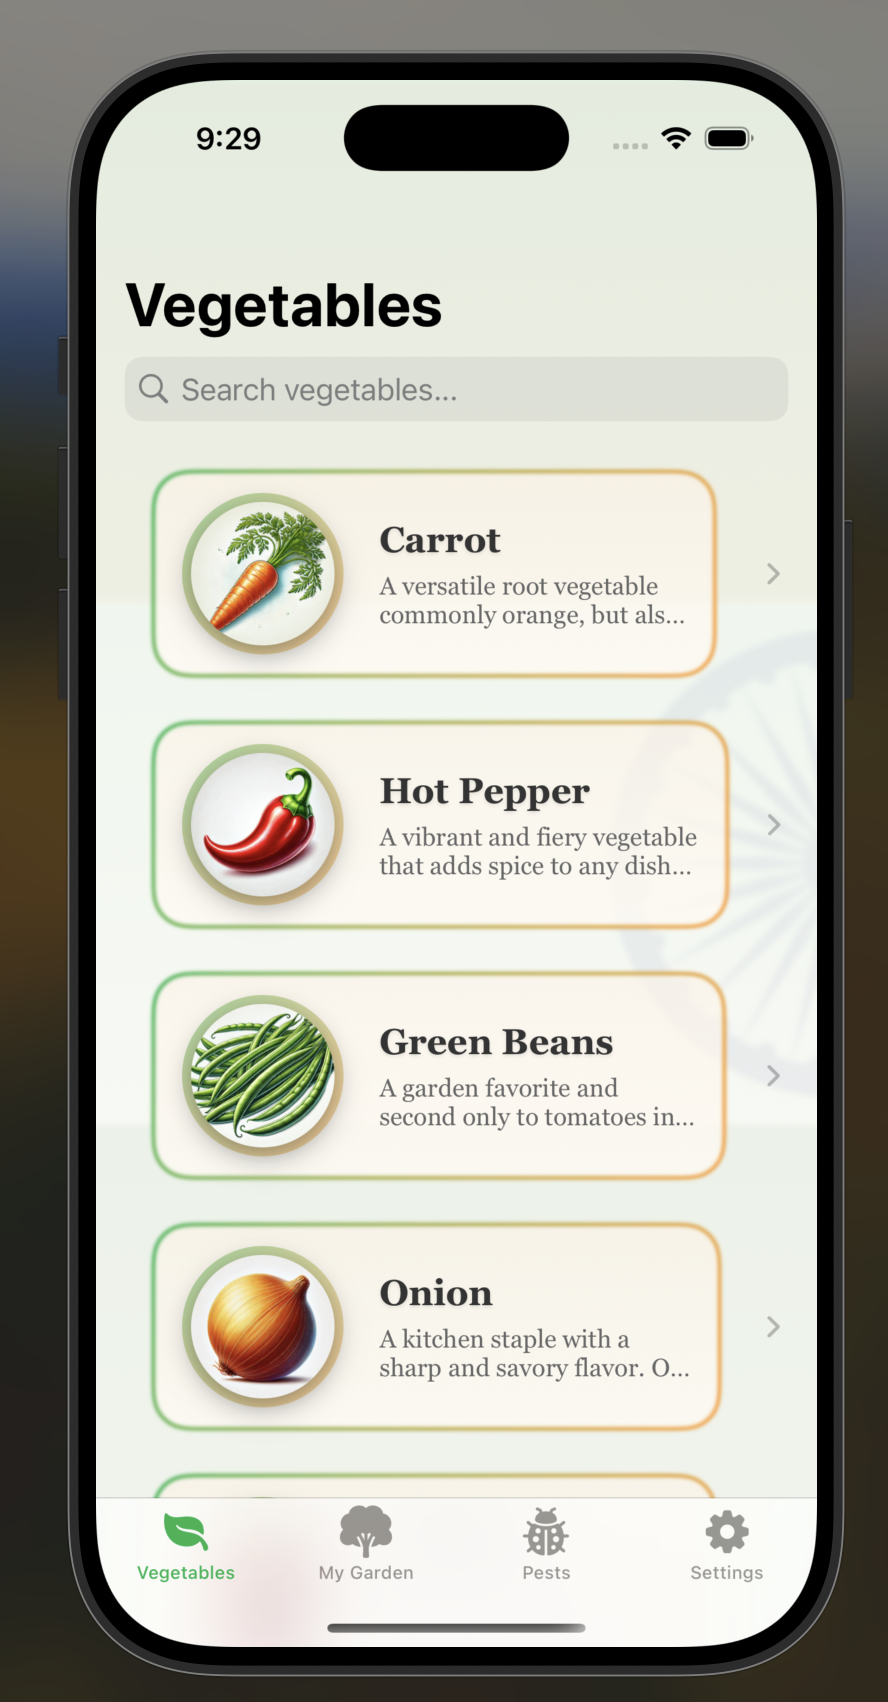 9:29
Vegetables
Search vegetables...
Carrot
A versatile root vegetable
commonly orange, but als...
Hot Pepper
A vibrant and fiery vegetable
that adds spice to any dish...
Green Beans
A garden favorite and
second only to tomatoes in...
Onion
A kitchen staple with a
sharp and savory flavor. O...
Vegetables
My Garden
Pests
Settings